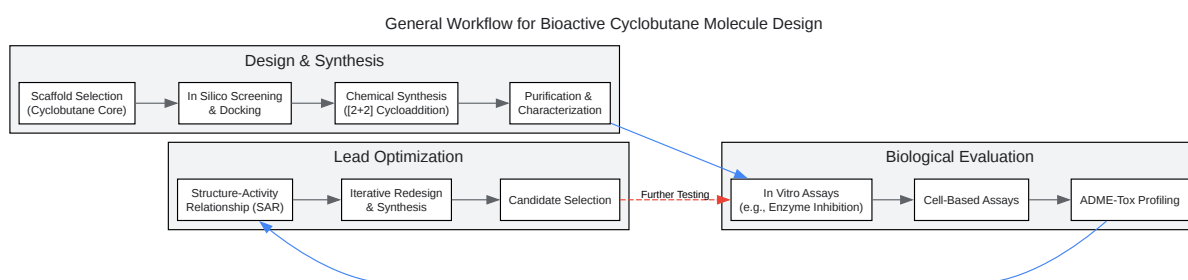 General Workflow for Bioactive Cyclobutane Molecule Design
Design & Synthesis
Scaffold Selection
(Cyclobutane Core)
In Silico Screening
& Docking
Chemical Synthesis
([2+2] Cycloaddition)
Purification &
Characterization
Lead Optimization
Structure-Activity
Relationship (SAR)
Iterative Redesign
& Synthesis
Candidate Selection
Further Testing
Biological Evaluation
In Vitro Assays
(e.g., Enzyme Inhibition)
Cell-Based Assays
ADME-Tox Profiling